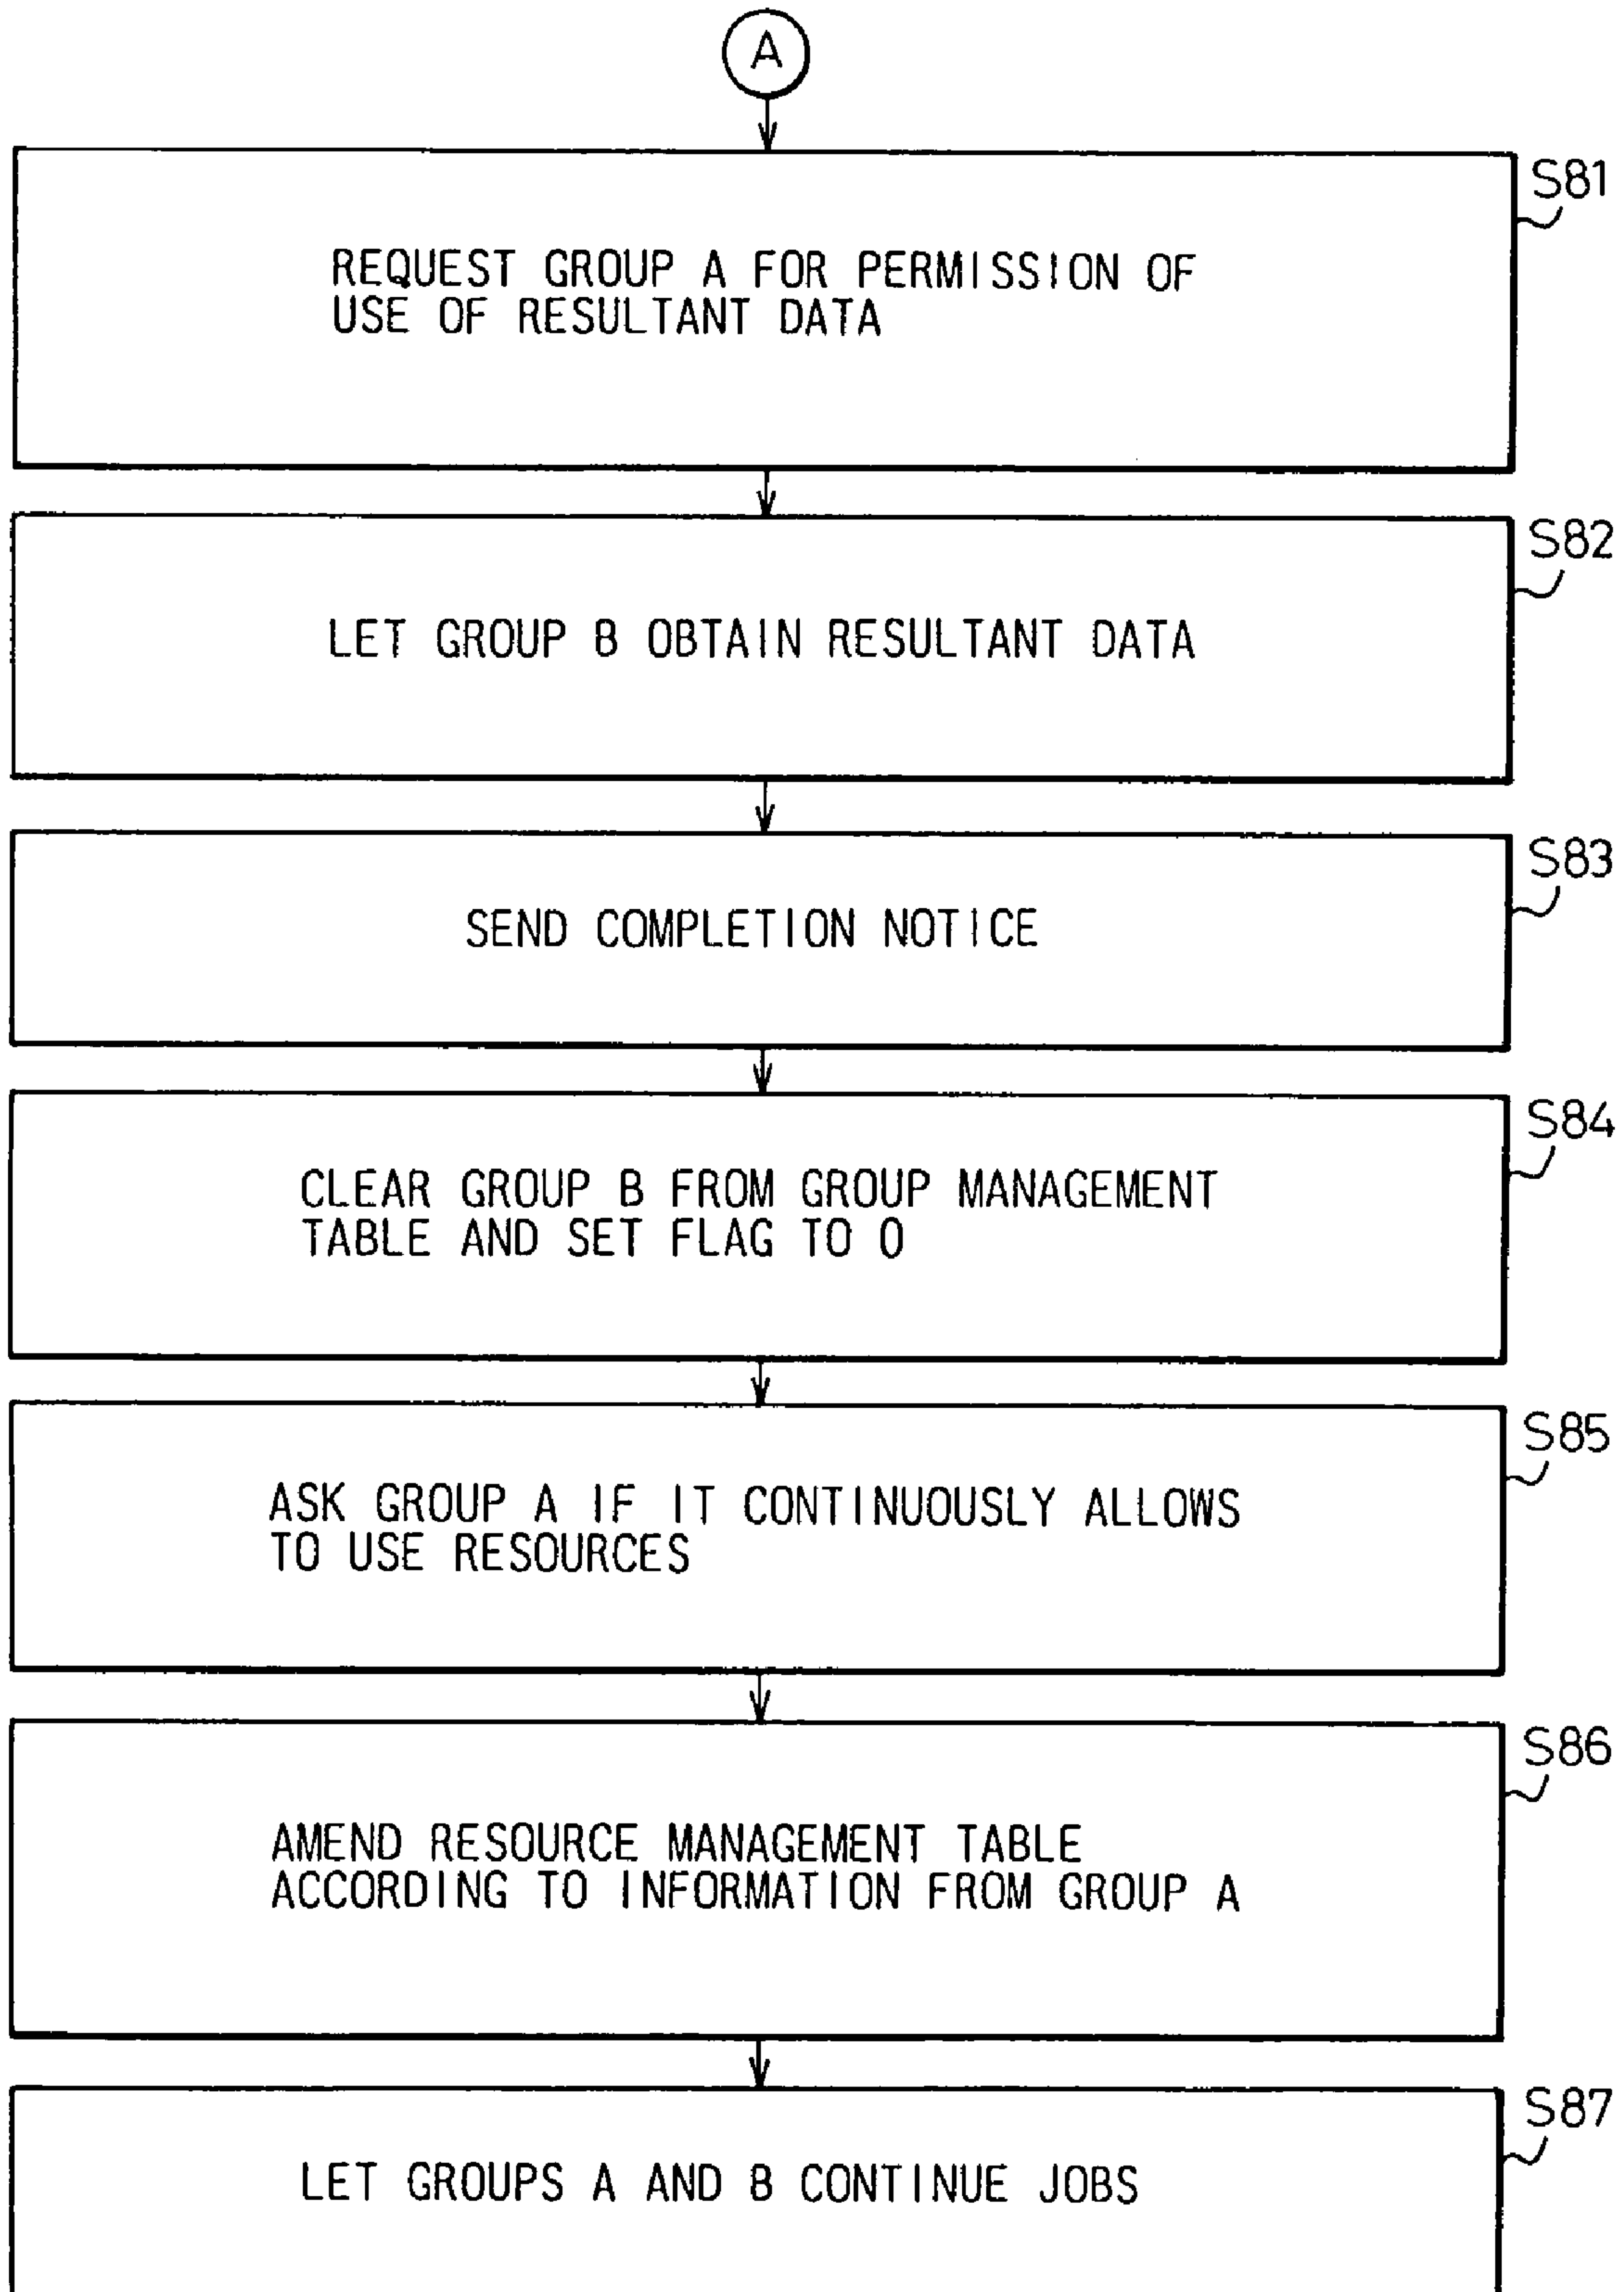 A
S81
REQUEST GROUP A FOR PERMISSION OF
USE OF RESULTANT DATA
S82
LET GROUP B OBTAIN RESULTANT DATA
S83
SEND COMPLETION NOTICE
S84
CLEAR GROUP B FROM GROUP MANAGEMENT
TABLE AND SET FLAG TO 0
S85
ASK GROUP A IF IT CONTINUOUSLY ALLOWS
TO USE RESOURCES
S86
AMEND RESOURCE MANAGEMENT TABLE
ACCORDING TO INFORMATION FROM GROUP A
S87
LET GROUPS A AND B CONTINUE JOBS